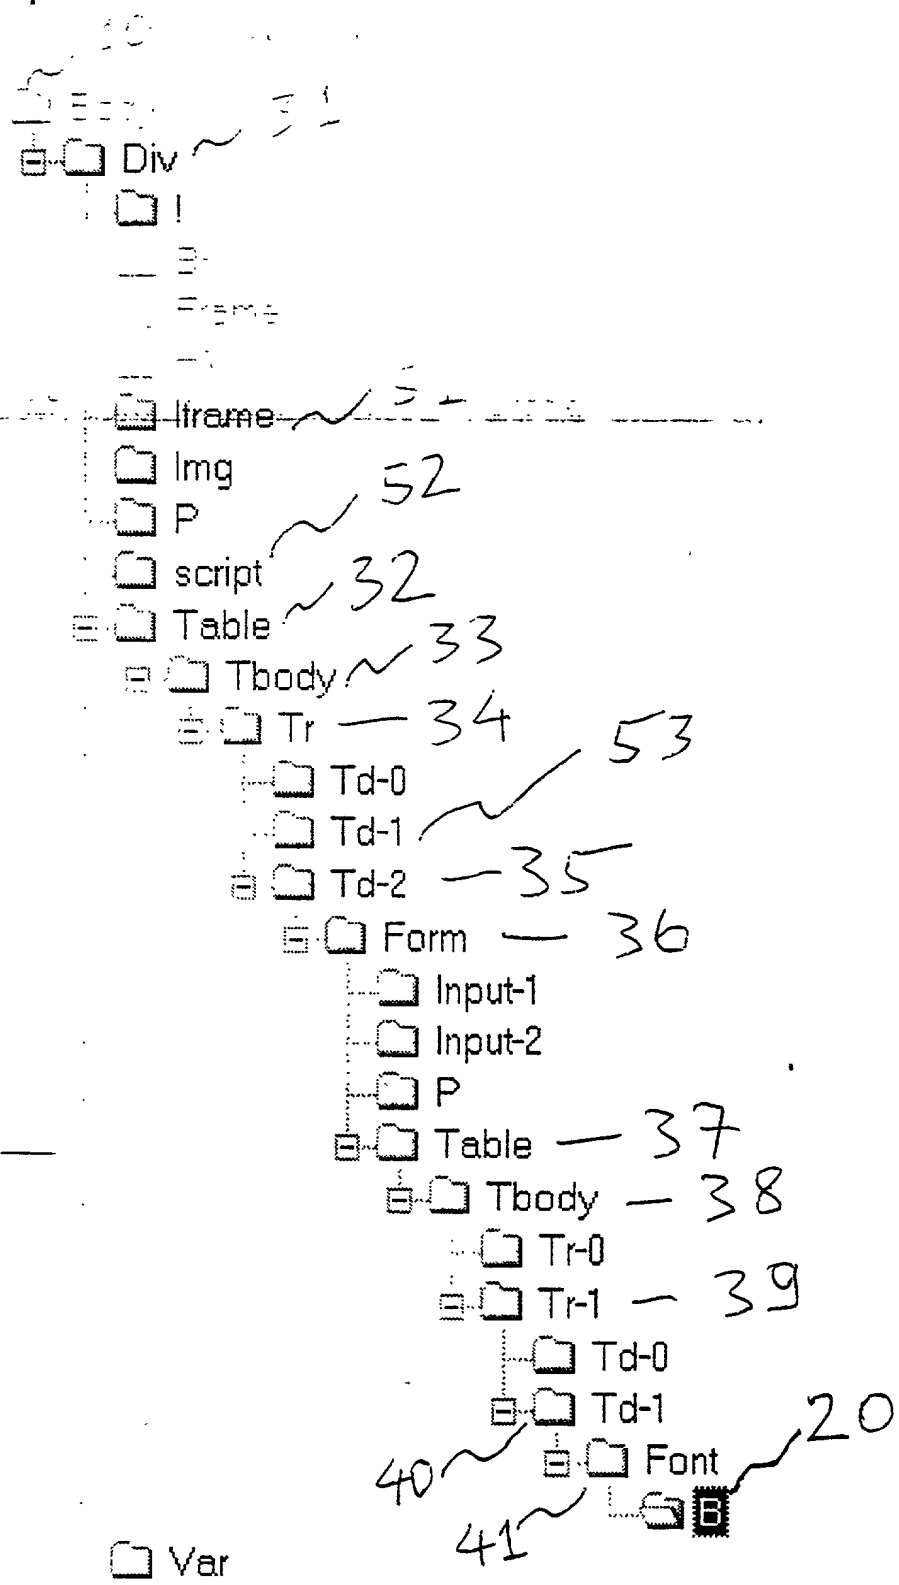 Div 31
!
Iframe
Img
52
P
script
32
Table
33
Tbody
Tr 34
53
Td-0
Td-1
Td-2 35
Form 36
Input-1
Input-2
P
Table 37
Tbody 38
Tr-0
Tr-1 39
Td-0
Td-1
20
40 Font
B
41
Var